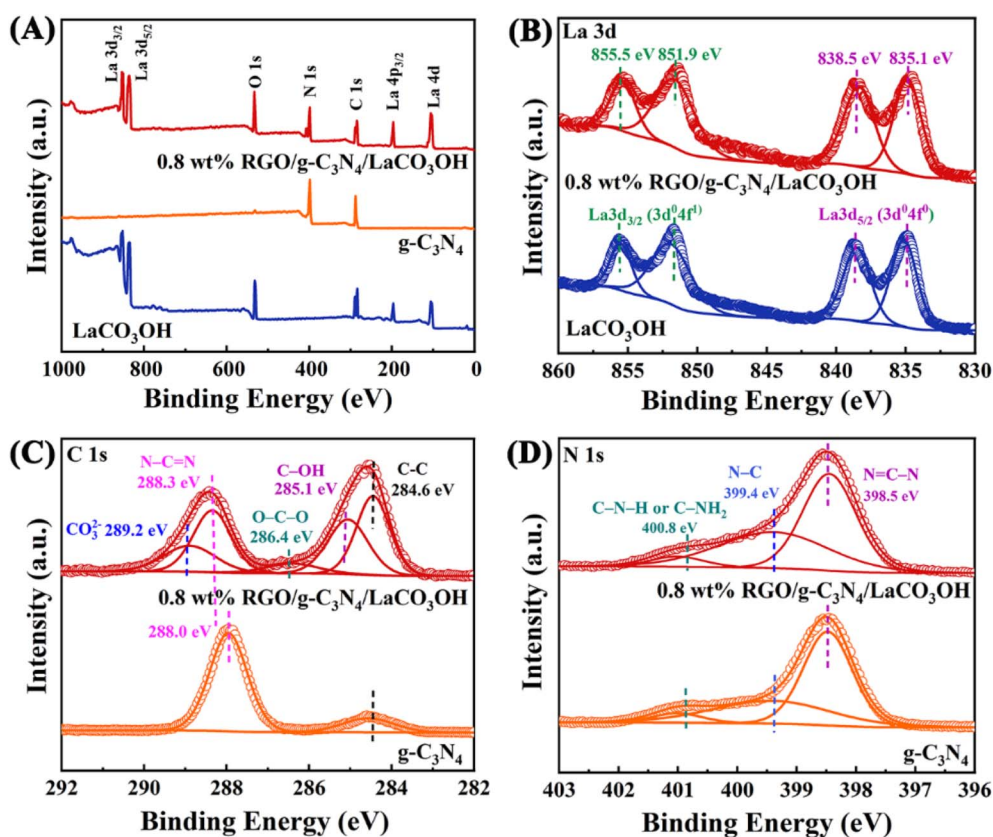 (A)
La 3d3/2
La 3d5/2
O 1s
N 1s
C 1s
La 4p3/2
La 4d
0.8 wt% RGO/g-C3N4/LaCO3OH
g-C3N4
LaCO3OH
Intensity (a.u.)
1000 800 600 400 200 0
Binding Energy (eV)
(B) La 3d
855.5 eV 851.9 eV 838.5 eV 835.1 eV
0.8 wt% RGO/g-C3N4/LaCO3OH
La3d3/2 (3d⁰4f¹) La3d5/2 (3d⁰4f⁰)
LaCO3OH
Intensity (a.u.)
860 855 850 845 840 835 830
Binding Energy (eV)
(C) C 1s
N–C=N
288.3 eV
C–OH
285.1 eV
C-C
284.6 eV
O–C–O
286.4 eV
CO3²⁻ 289.2 eV
0.8 wt% RGO/g-C3N4/LaCO3OH
288.0 eV
g-C3N4
Intensity (a.u.)
292 290 288 286 284 282
Binding Energy (eV)
(D) N 1s
N–C
399.4 eV
N=C–N
398.5 eV
C–N–H or C–NH2
400.8 eV
0.8 wt% RGO/g-C3N4/LaCO3OH
g-C3N4
Intensity (a.u.)
403 402 401 400 399 398 397 396
Binding Energy (eV)